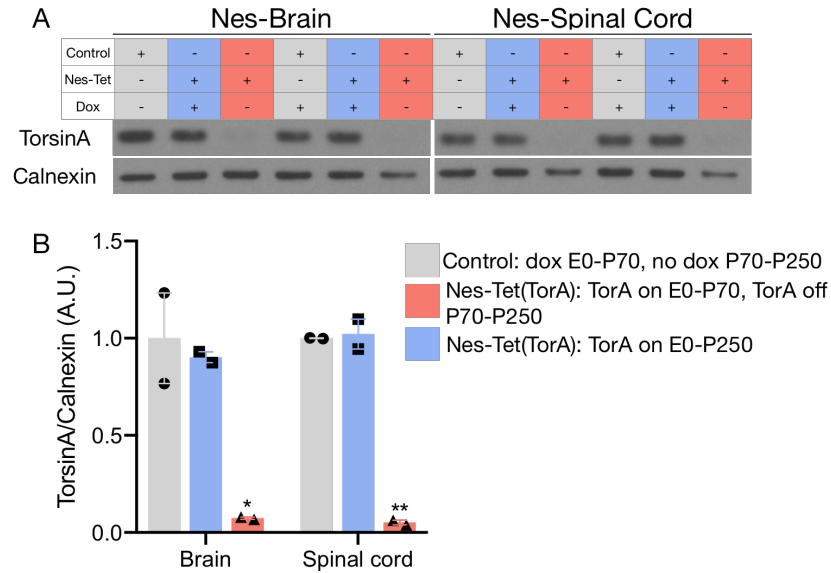 A
Nes-Brain
Nes-Spinal Cord
Control + - - + - - + - - + - -
Nes-Tet - + + - + + - + + - + +
Dox - + - + + - - + - + + -
TorsinA
Calnexin
B
TorsinA/Calnexin (A.U.)
1.5
1.0
0.5
0.0
*
**
Brain
Spinal cord
Control: dox E0-P70, no dox P70-P250
Nes-Tet(TorA): TorA on E0-P70, TorA off
P70-P250
Nes-Tet(TorA): TorA on E0-P250